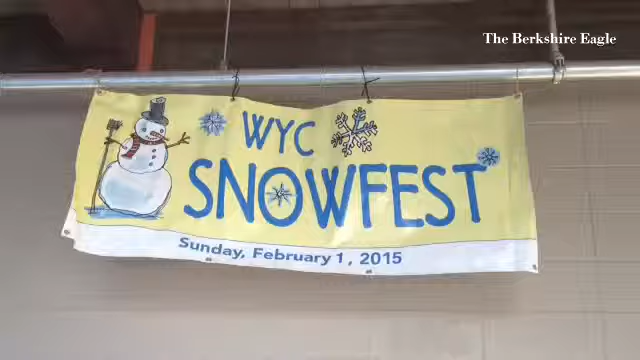 The Berkshire Eagle
WYC
SNOWFEST
Sunday, February 1, 2015